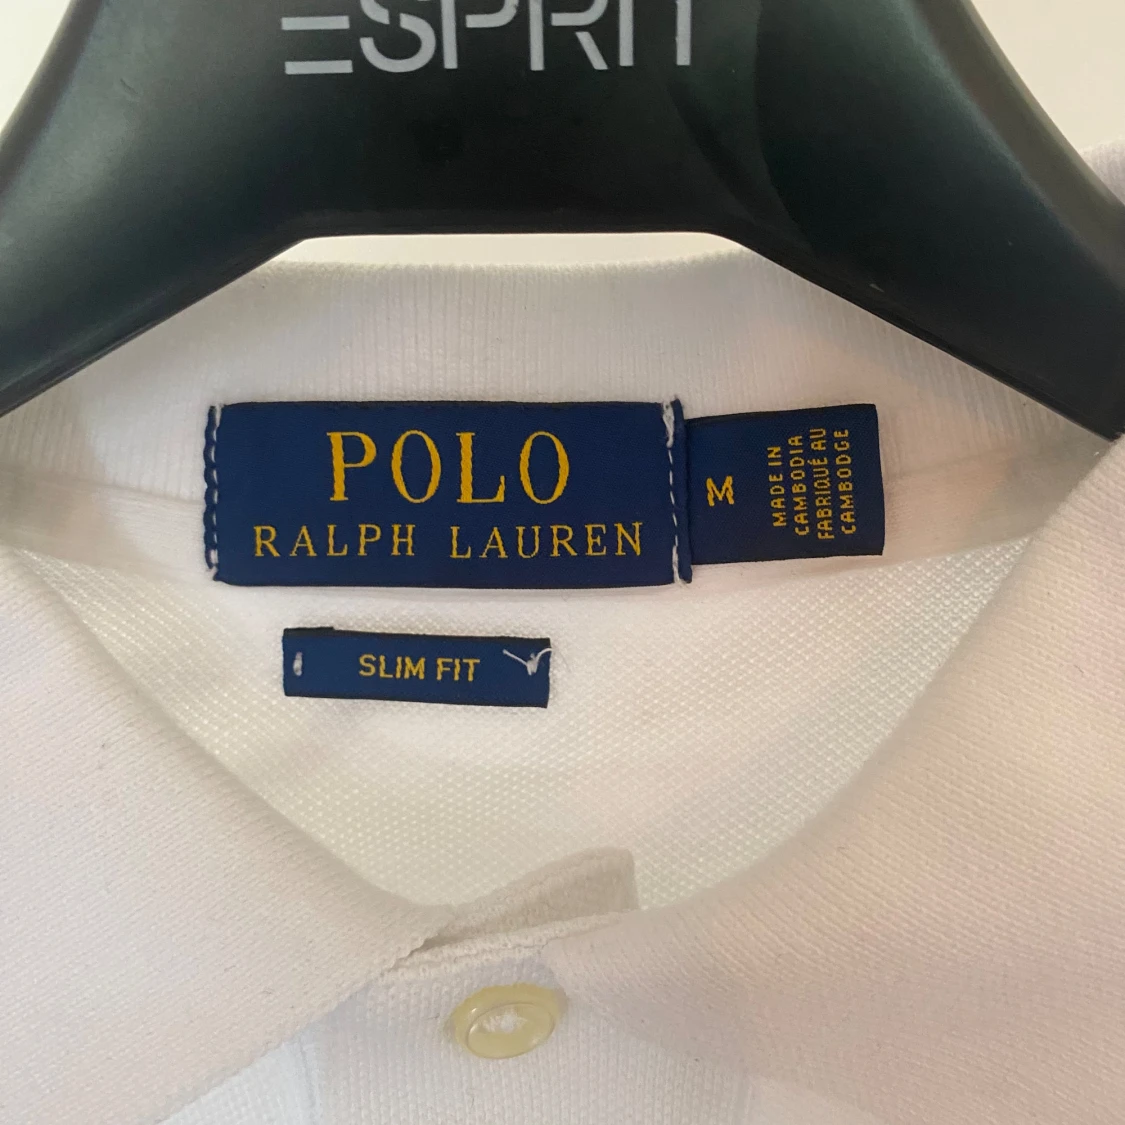 ESPRIT
POLO
RALPH LAUREN
M
MADE IN
CAMBODIA
FABRIQUÉ AU
CAMBODGE
SLIM FIT